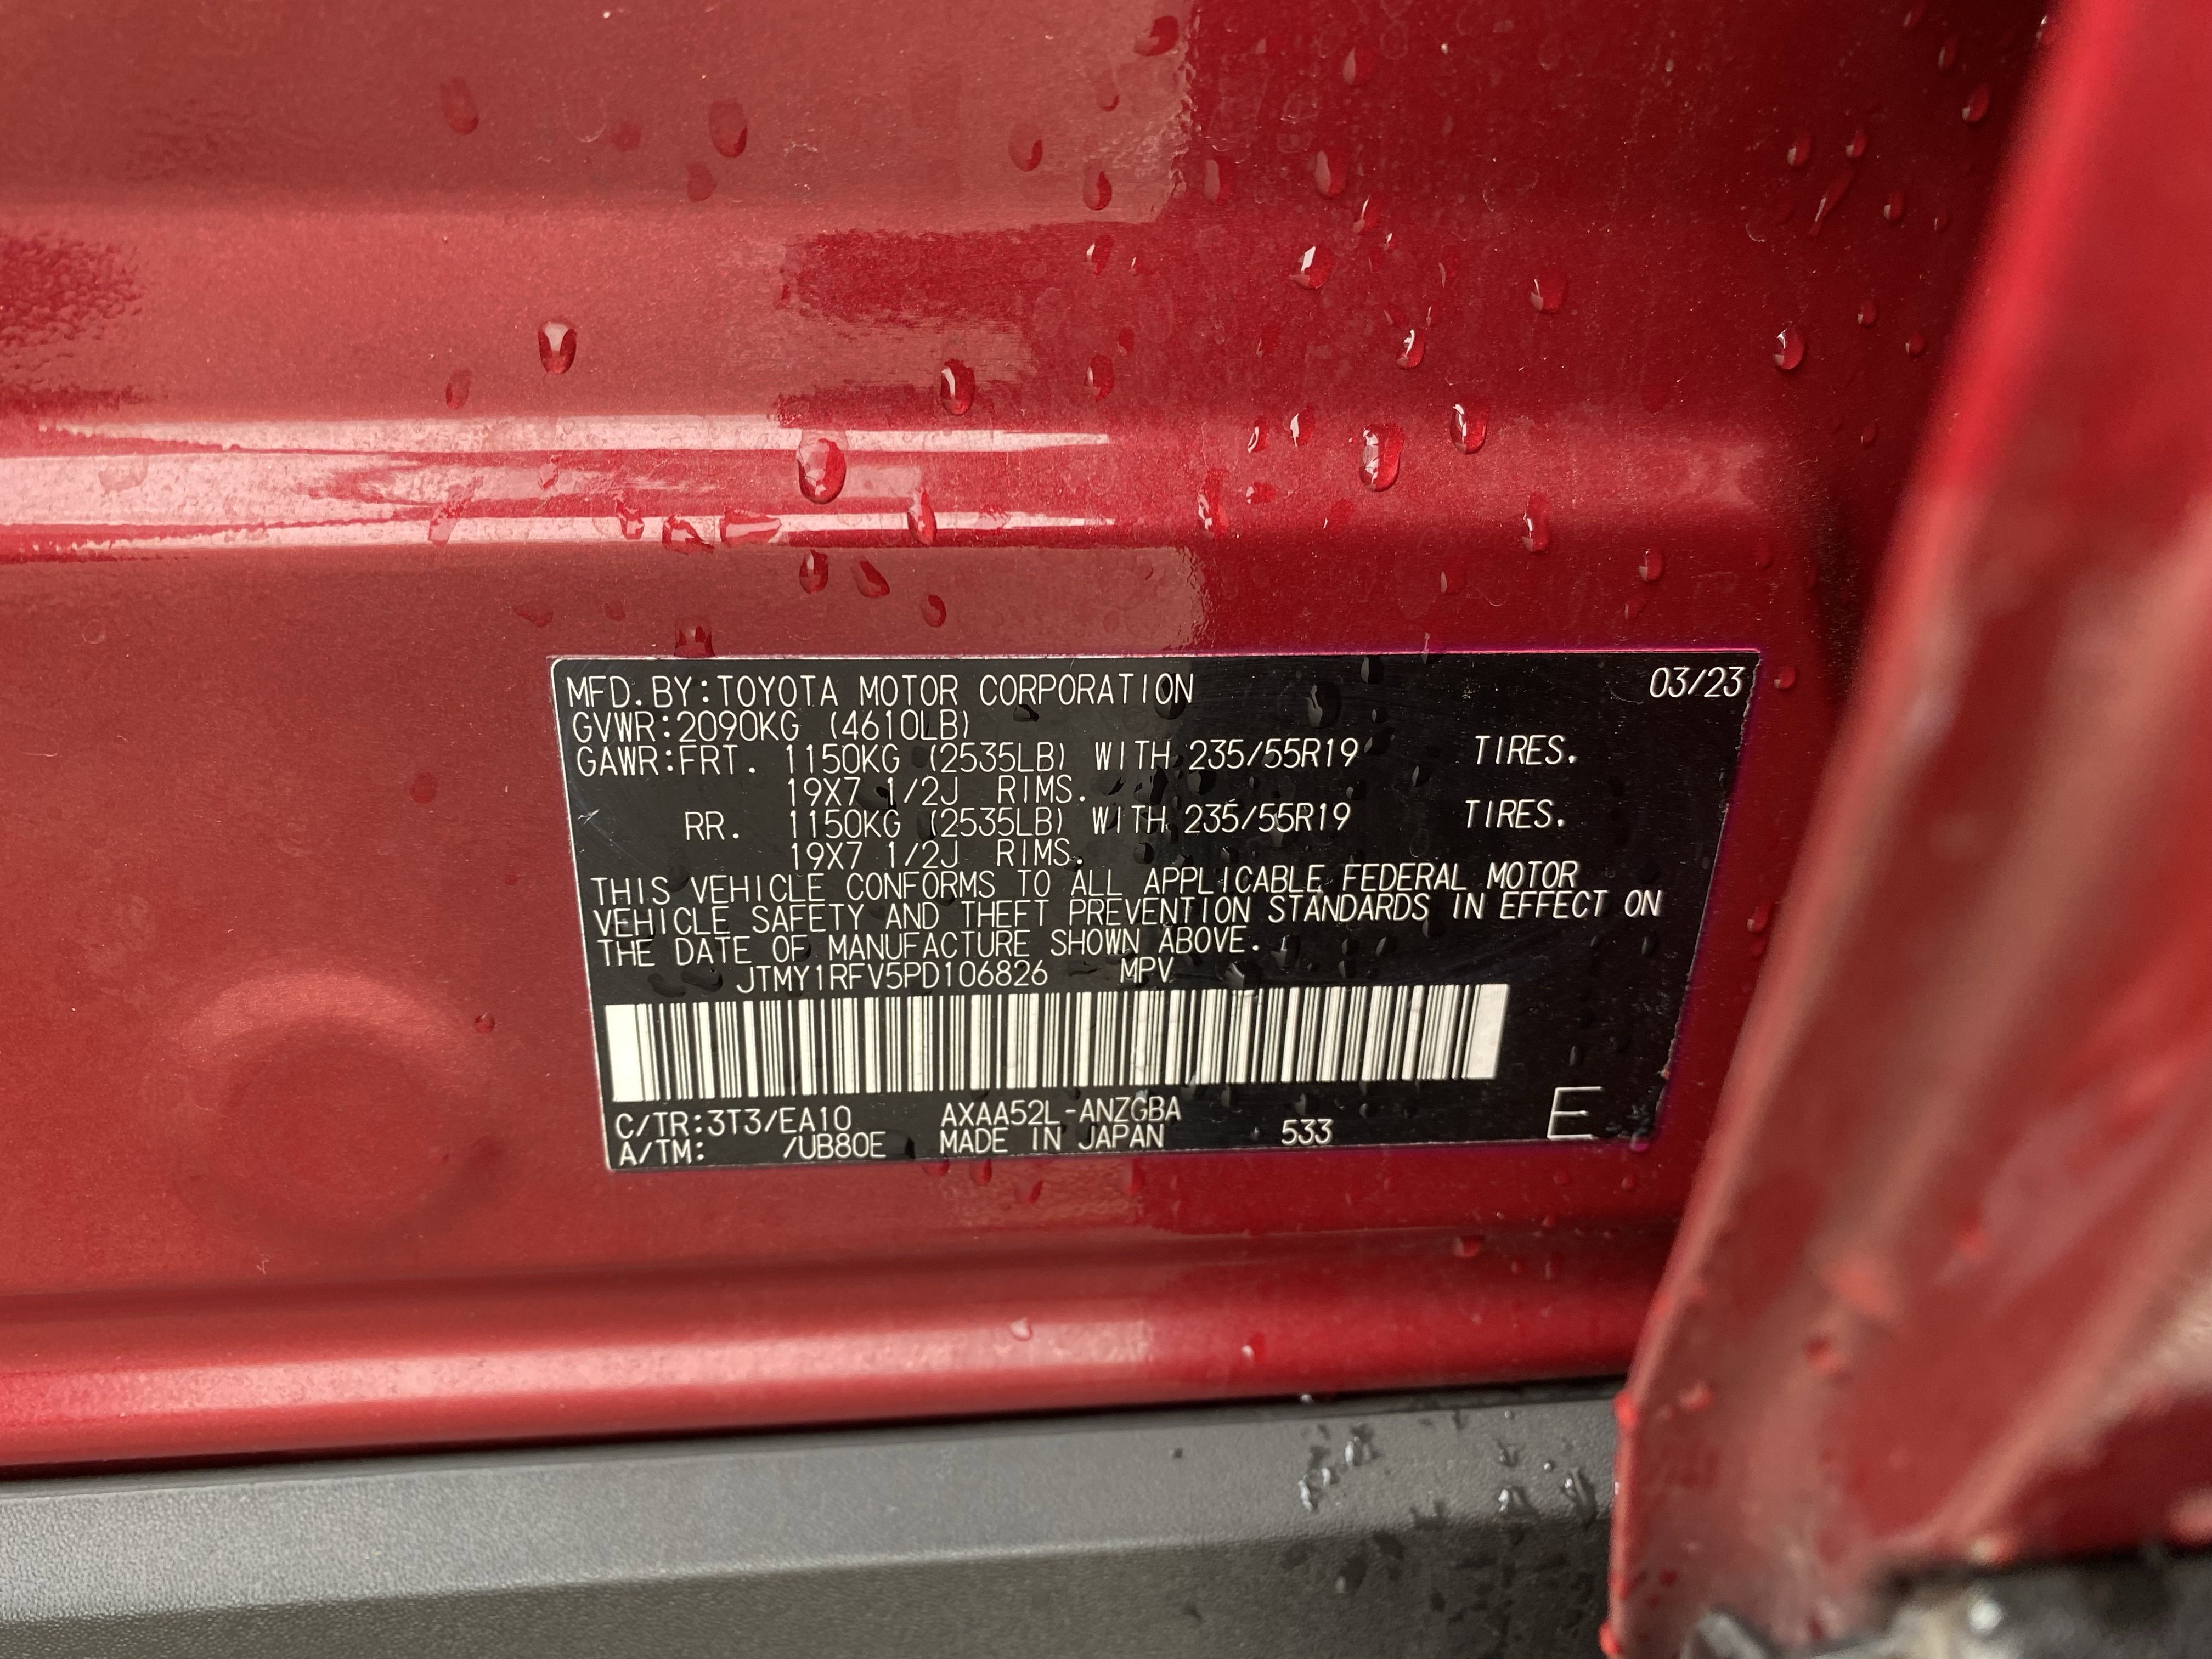 MFD.BY:TOYOTA MOTOR CORPORATION 03/23
GVWR:2090KG (4610LB)
GAWR:FRT. 1150KG (2535LB) WITH 235/55R19 TIRES.
19X7 1/2J RIMS.
RR. 1150KG (2535LB) WITH 235/55R19 TIRES.
19X7 1/2J RIMS.
THIS VEHICLE CONFORMS TO ALL APPLICABLE FEDERAL MOTOR
VEHICLE SAFETY AND THEFT PREVENTION STANDARDS IN EFFECT ON
THE DATE OF MANUFACTURE SHOWN ABOVE.
JTMY1RFV5PD106826 MPV
C/TR:3T3/EA10 AXAA52L-ANZGBA
A/TM: /UB80E MADE IN JAPAN 533 E